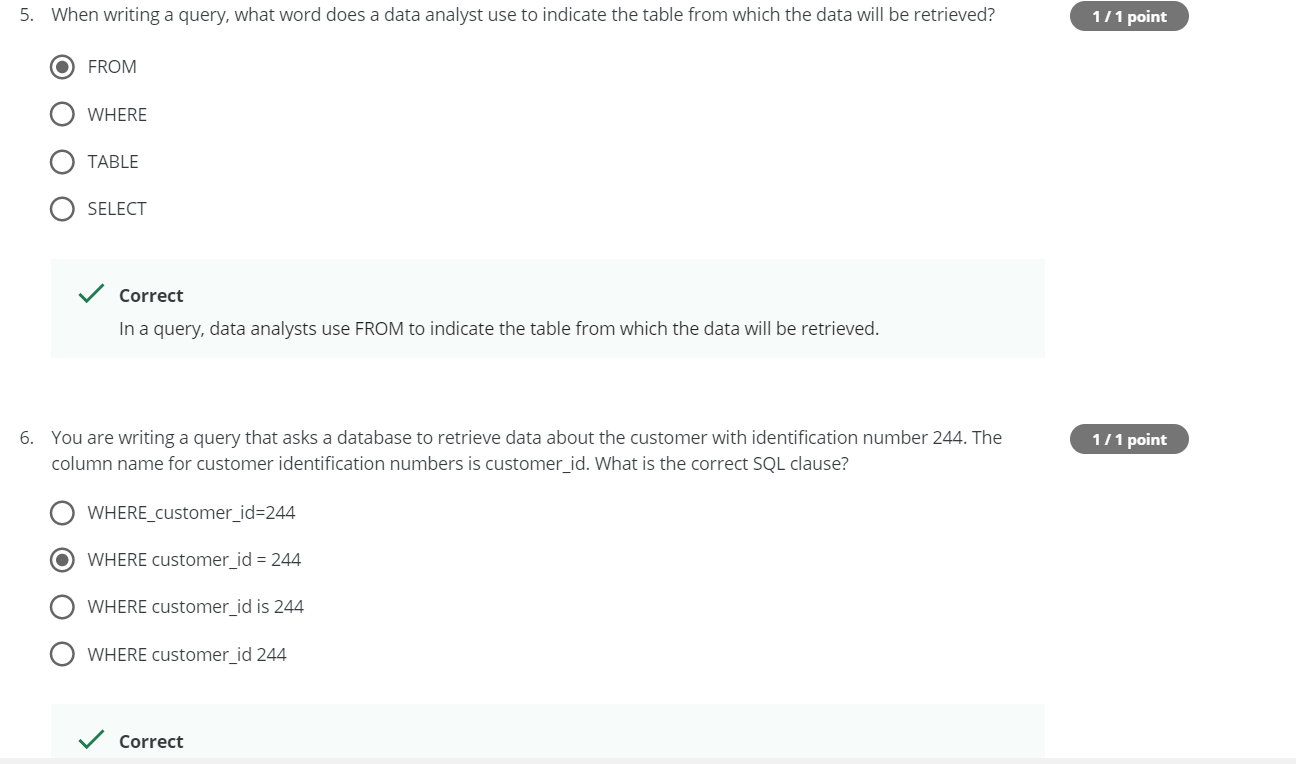 5. When writing a query, what word does a data analyst use to indicate the table from which the data will be retrieved?
1 / 1 point
FROM
WHERE
TABLE
SELECT
Correct
In a query, data analysts use FROM to indicate the table from which the data will be retrieved.
6. You are writing a query that asks a database to retrieve data about the customer with identification number 244. The
column name for customer identification numbers is customer_id. What is the correct SQL clause?
1 / 1 point
WHERE_customer_id=244
WHERE customer_id = 244
WHERE customer_id is 244
WHERE customer_id 244
Correct